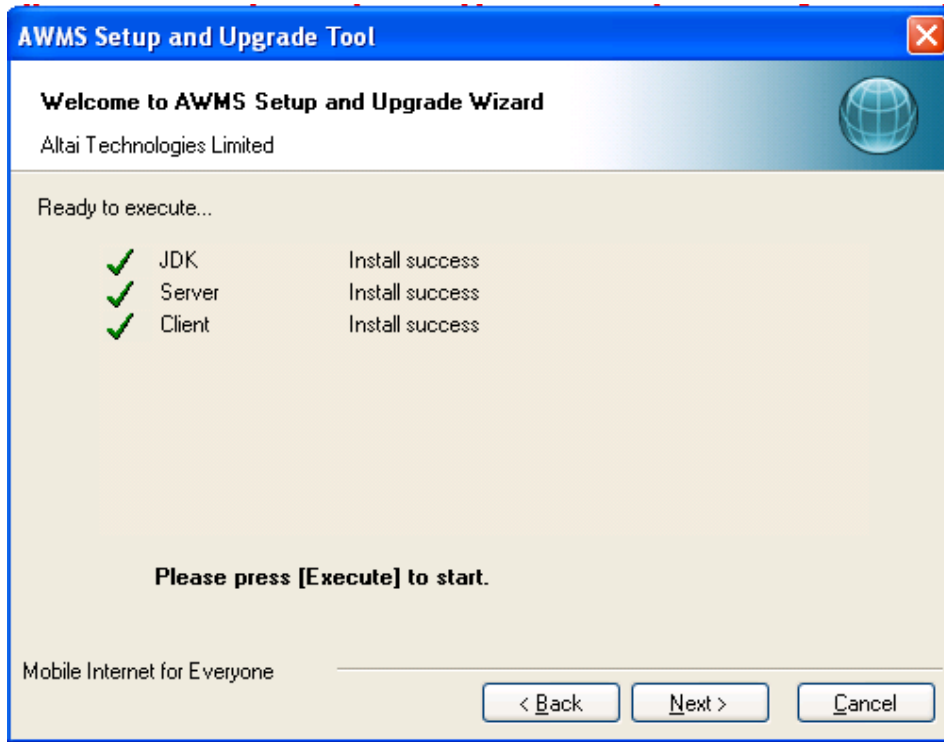 AWMS Setup and Upgrade Tool
Welcome to AWMS Setup and Upgrade Wizard
Altai Technologies Limited
Ready to execute...
JDK Install success
Server Install success
Client Install success
Please press [Execute] to start.
Mobile Internet for Everyone
< Back Next > Cancel